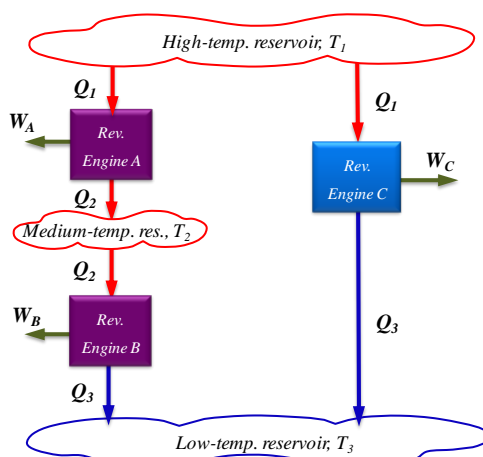 High-temp. reservoir, T1
Q1
Q1
WA
Rev.
Engine A
WC
Rev.
Engine C
Q2
Medium-temp. res., T2
Q2
WB
Rev.
Engine B
Q3
Q3
Low-temp. reservoir, T3